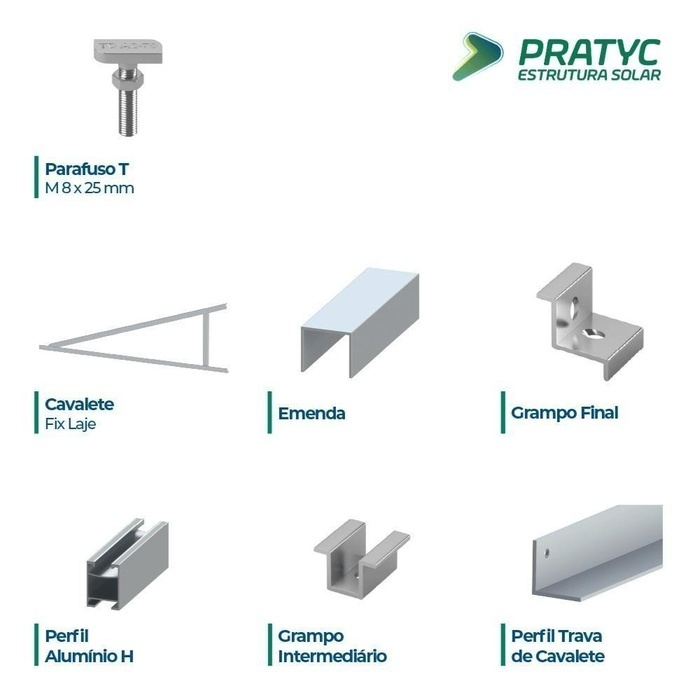 PRATYC
ESTRUTURA SOLAR
Parafuso T
M 8 x 25 mm
Cavalete
Fix Laje
Emenda
Grampo Final
Perfil
Alumínio H
Grampo
Intermediário
Perfil Trava
de Cavalete